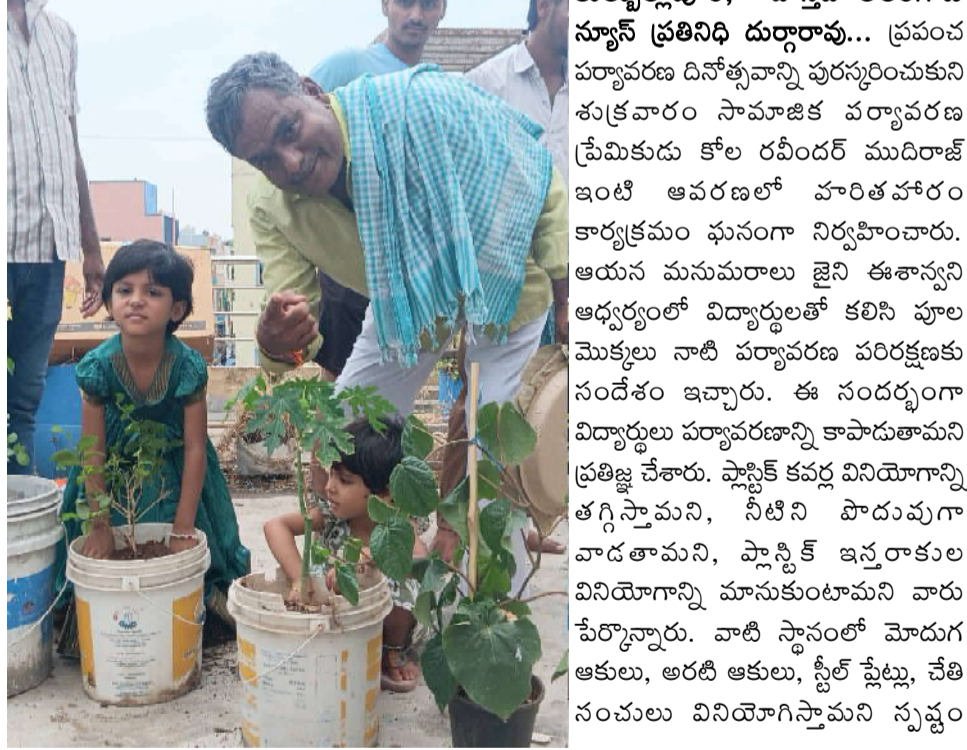 న్యూస్ ప్రతినిధి దుర్గారావు... ప్రపంచ
పర్యావరణ దినోత్సవాన్ని పురస్కరించుకుని
శుక్రవారం సామాజిక పర్యావరణ
ప్రేమికుడు కోల రవీందర్ ముదిరాజ్
ఇంటి ఆవరణలో హరితహారం
కార్యక్రమం ఘనంగా నిర్వహించారు.
ఆయన మనుమరాలు జైని ఈశాన్వని
ఆధ్వర్యంలో విద్యార్థులతో కలిసి పూల
మొక్కలు నాటి పర్యావరణ పరిరక్షణకు
సందేశం ఇచ్చారు. ఈ సందర్భంగా
విద్యార్థులు పర్యావరణాన్ని కాపాడుతామని
ప్రతిజ్ఞ చేశారు. ప్లాస్టిక్ కవర్ల వినియోగాన్ని
తగ్గిస్తామని, నీటిని పొదువుగా
వాడతామని, ప్లాస్టిక్ ఇస్తరాకుల
వినియోగాన్ని మానుకుంటామని వారు
పేర్కొన్నారు. వాటి స్థానంలో మోదుగ
ఆకులు, అరటి ఆకులు, స్టీల్ ప్లేట్లు, చేతి
సంచులు వినియోగిస్తామని స్పష్టం